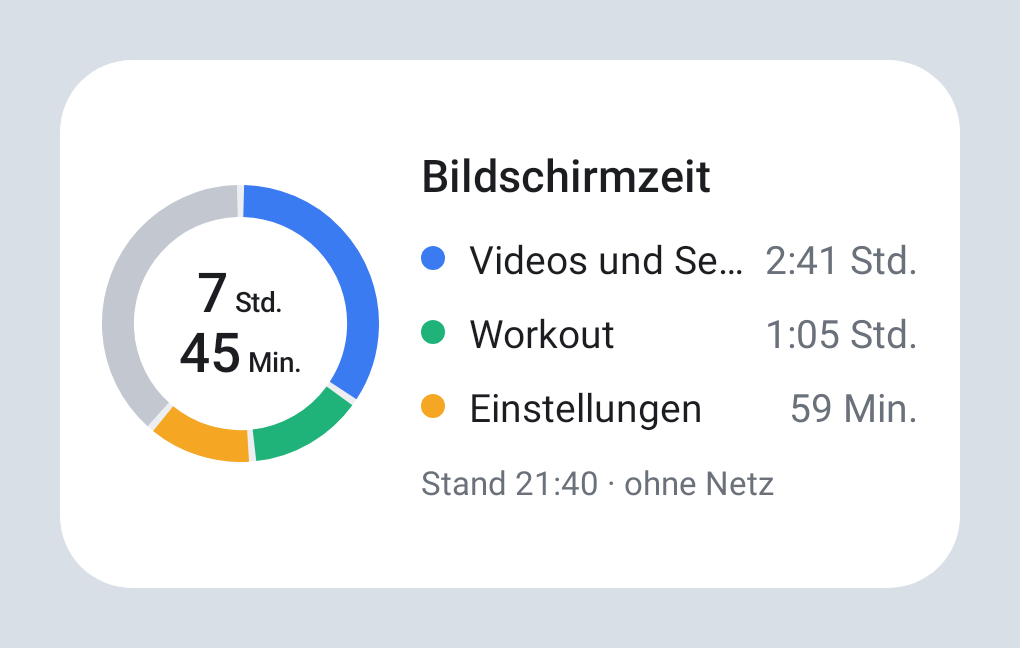 7 Std.
45 Min.
Bildschirmzeit
Videos und Se... 2:41 Std.
Workout 1:05 Std.
Einstellungen 59 Min.
Stand 21:40 · ohne Netz